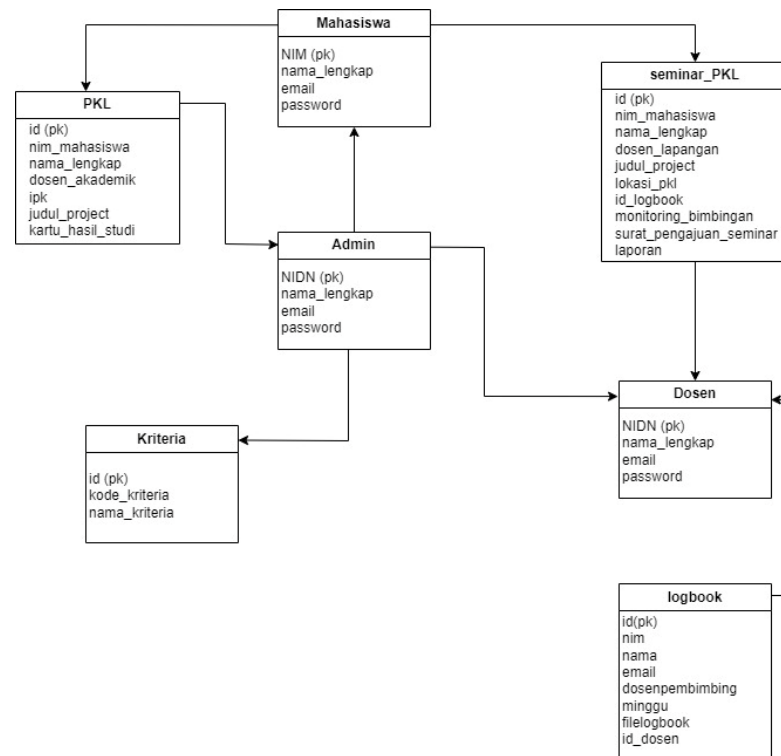 Mahasiswa
NIM (pk)
nama_lengkap
email
password
PKL
id (pk)
nim_mahasiswa
nama_lengkap
dosen_akademik
ipk
judul_project
kartu_hasil_studi
seminar_PKL
id (pk)
nim_mahasiswa
nama_lengkap
dosen_lapangan
judul_project
lokasi_pkl
id_logbook
monitoring_bimbingan
surat_pengajuan_seminar
laporan
Admin
NIDN (pk)
nama_lengkap
email
password
Dosen
NIDN (pk)
nama_lengkap
email
password
Kriteria
id (pk)
kode_kriteria
nama_kriteria
logbook
id(pk)
nim
nama
email
dosenpembimbing
minggu
filelogbook
id_dosen